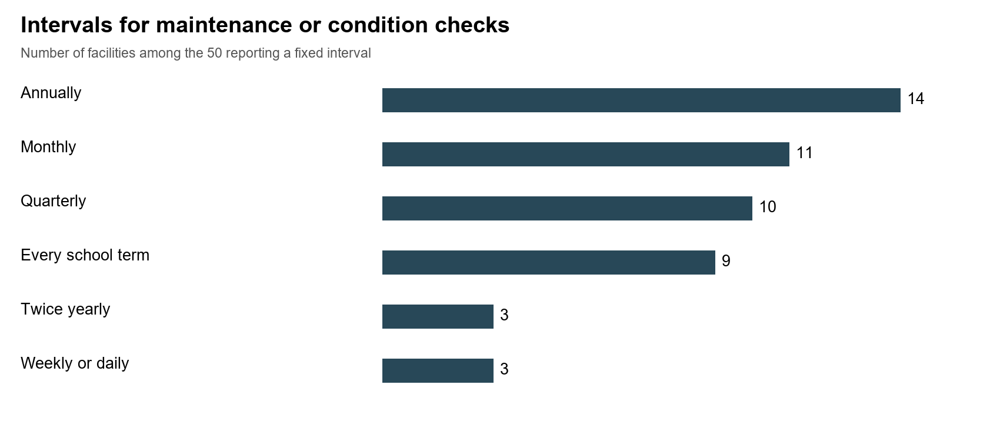 Intervals for maintenance or condition checks
Number of facilities among the 50 reporting a fixed interval
Annually 14
Monthly 11
Quarterly 10
Every school term 9
Twice yearly 3
Weekly or daily 3